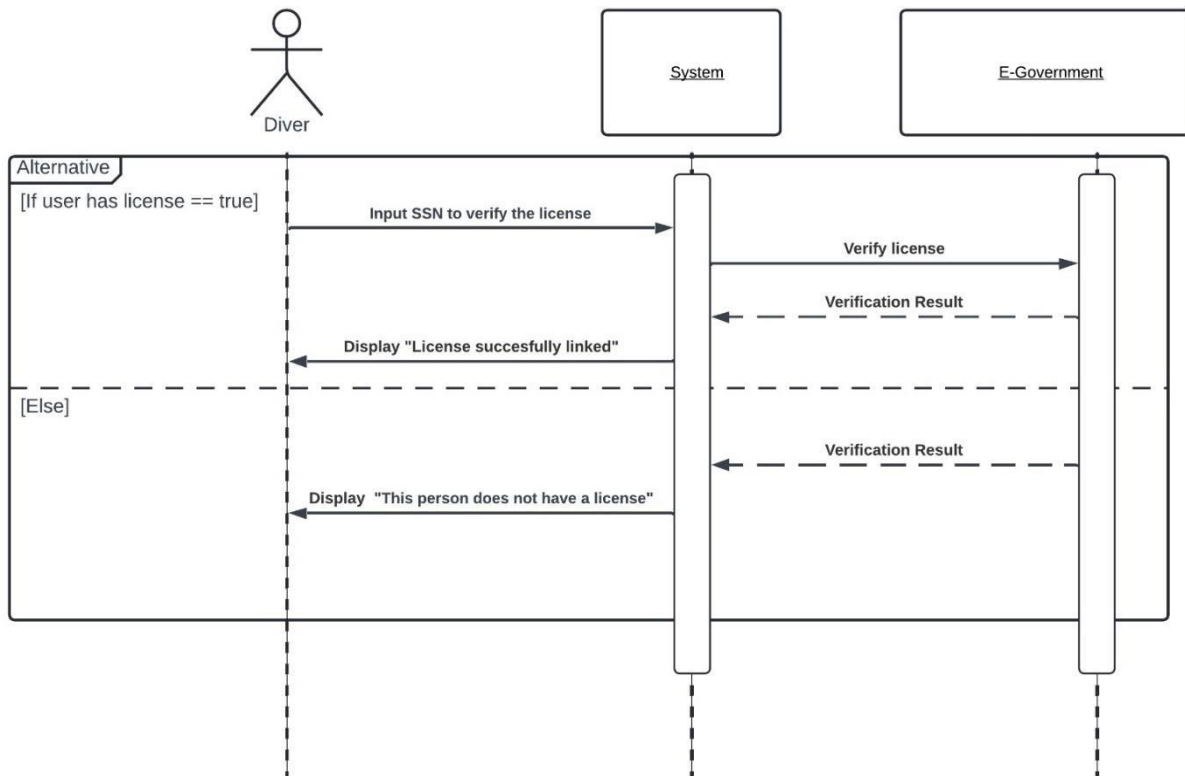 Diver
System
E-Government
Alternative
[If user has license == true]
Input SSN to verify the license
Verify license
Verification Result
Display "License succesfully linked"
[Else]
Verification Result
Display "This person does not have a license"